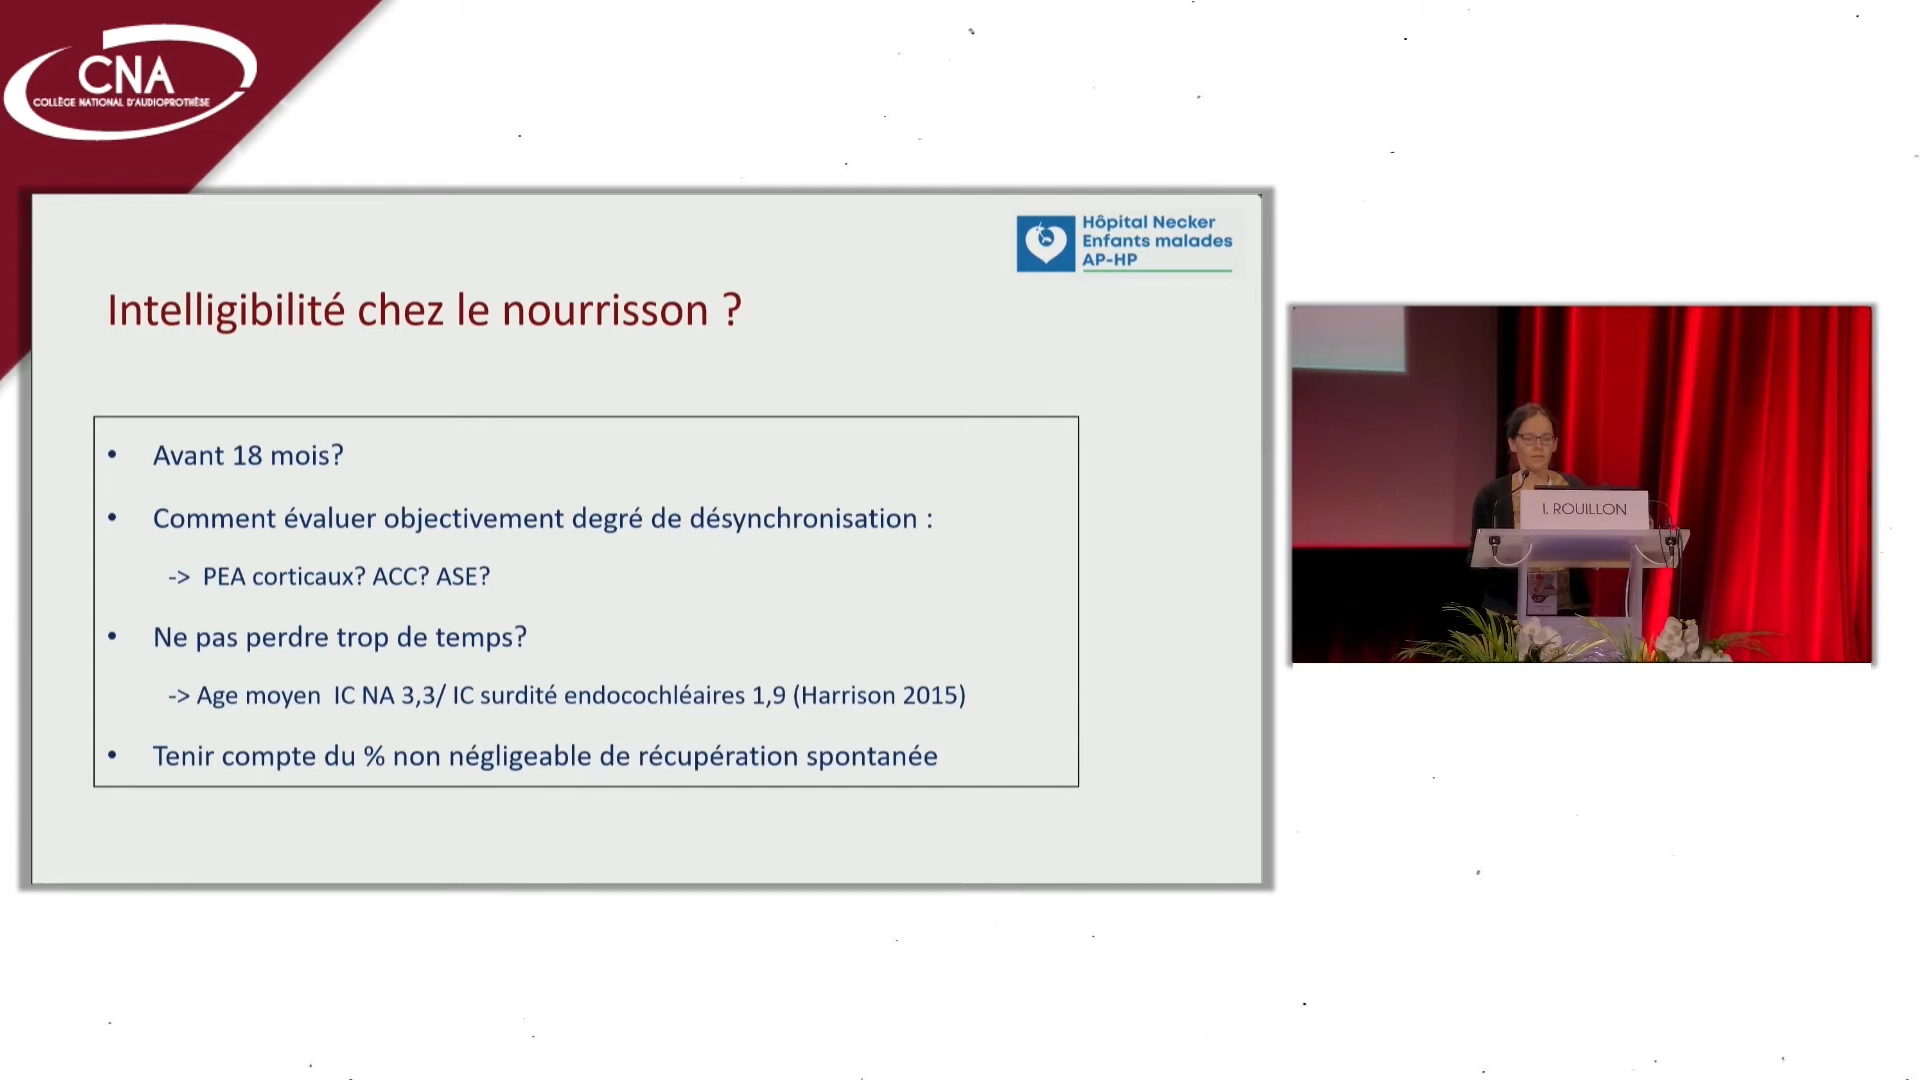 CNA
COLLÈGE NATIONAL D'AUDIOPROTHÈSE
Hôpital Necker
Enfants malades
AP-HP
Intelligibilité chez le nourrisson ?
• Avant 18 mois?
• Comment évaluer objectivement degré de désynchronisation :
-> PEA corticaux? ACC? ASE?
• Ne pas perdre trop de temps?
-> Age moyen IC NA 3,3/ IC surdité endocochléaires 1,9 (Harrison 2015)
• Tenir compte du % non négligeable de récupération spontanée
I. ROUILLON